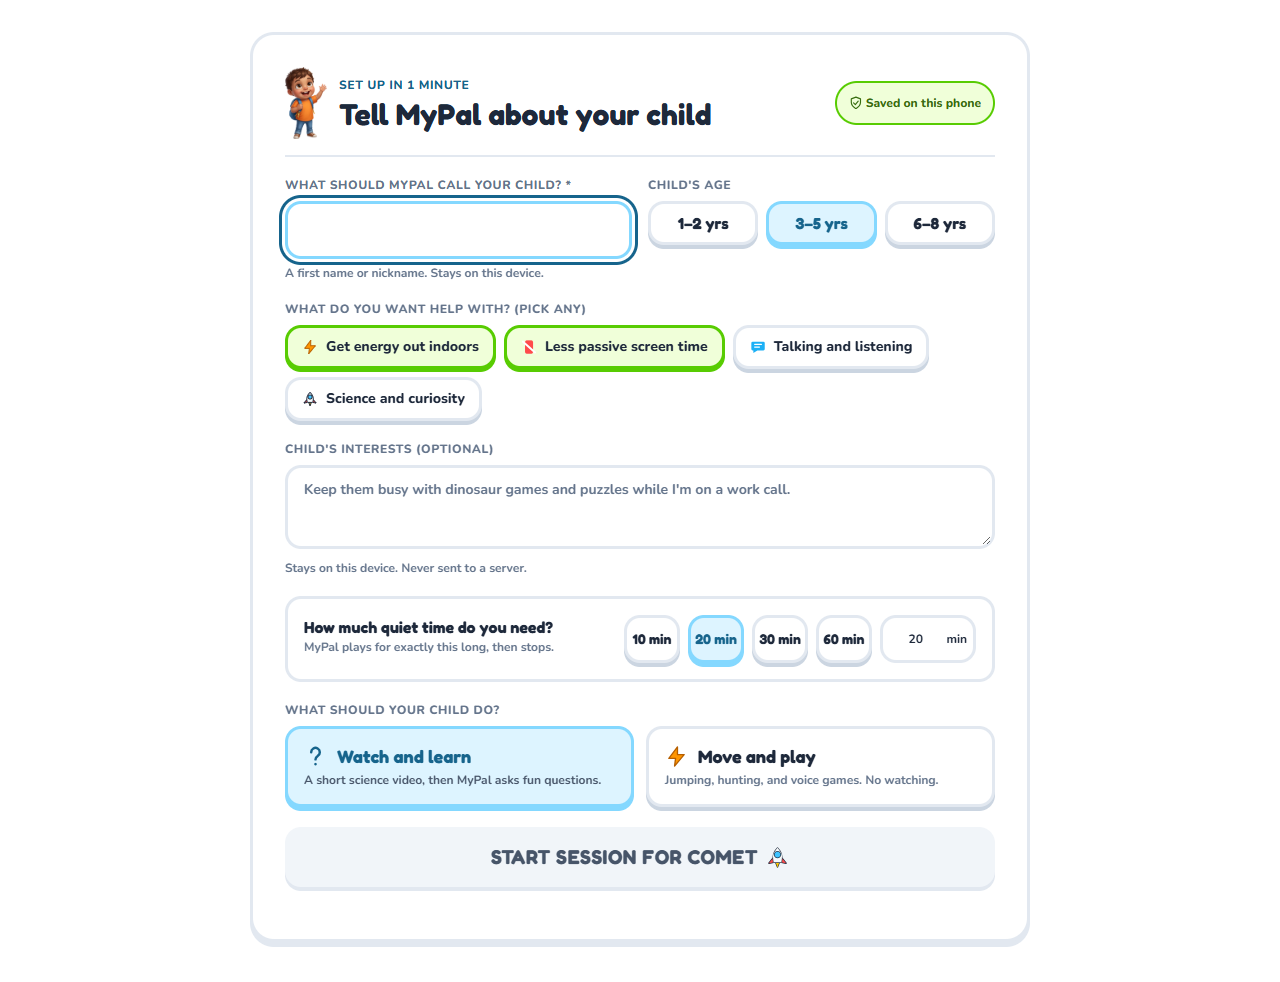 SET UP IN 1 MINUTE
Tell MyPal about your child
Saved on this phone
WHAT SHOULD MYPAL CALL YOUR CHILD? *
A first name or nickname. Stays on this device.
CHILD'S AGE
1–2 yrs
3–5 yrs
6–8 yrs
WHAT DO YOU WANT HELP WITH? (PICK ANY)
Get energy out indoors
Less passive screen time
Talking and listening
Science and curiosity
CHILD'S INTERESTS (OPTIONAL)
Keep them busy with dinosaur games and puzzles while I'm on a work call.
Stays on this device. Never sent to a server.
How much quiet time do you need?
MyPal plays for exactly this long, then stops.
10 min
20 min
30 min
60 min
20 min
WHAT SHOULD YOUR CHILD DO?
Watch and learn
A short science video, then MyPal asks fun questions.
Move and play
Jumping, hunting, and voice games. No watching.
START SESSION FOR COMET